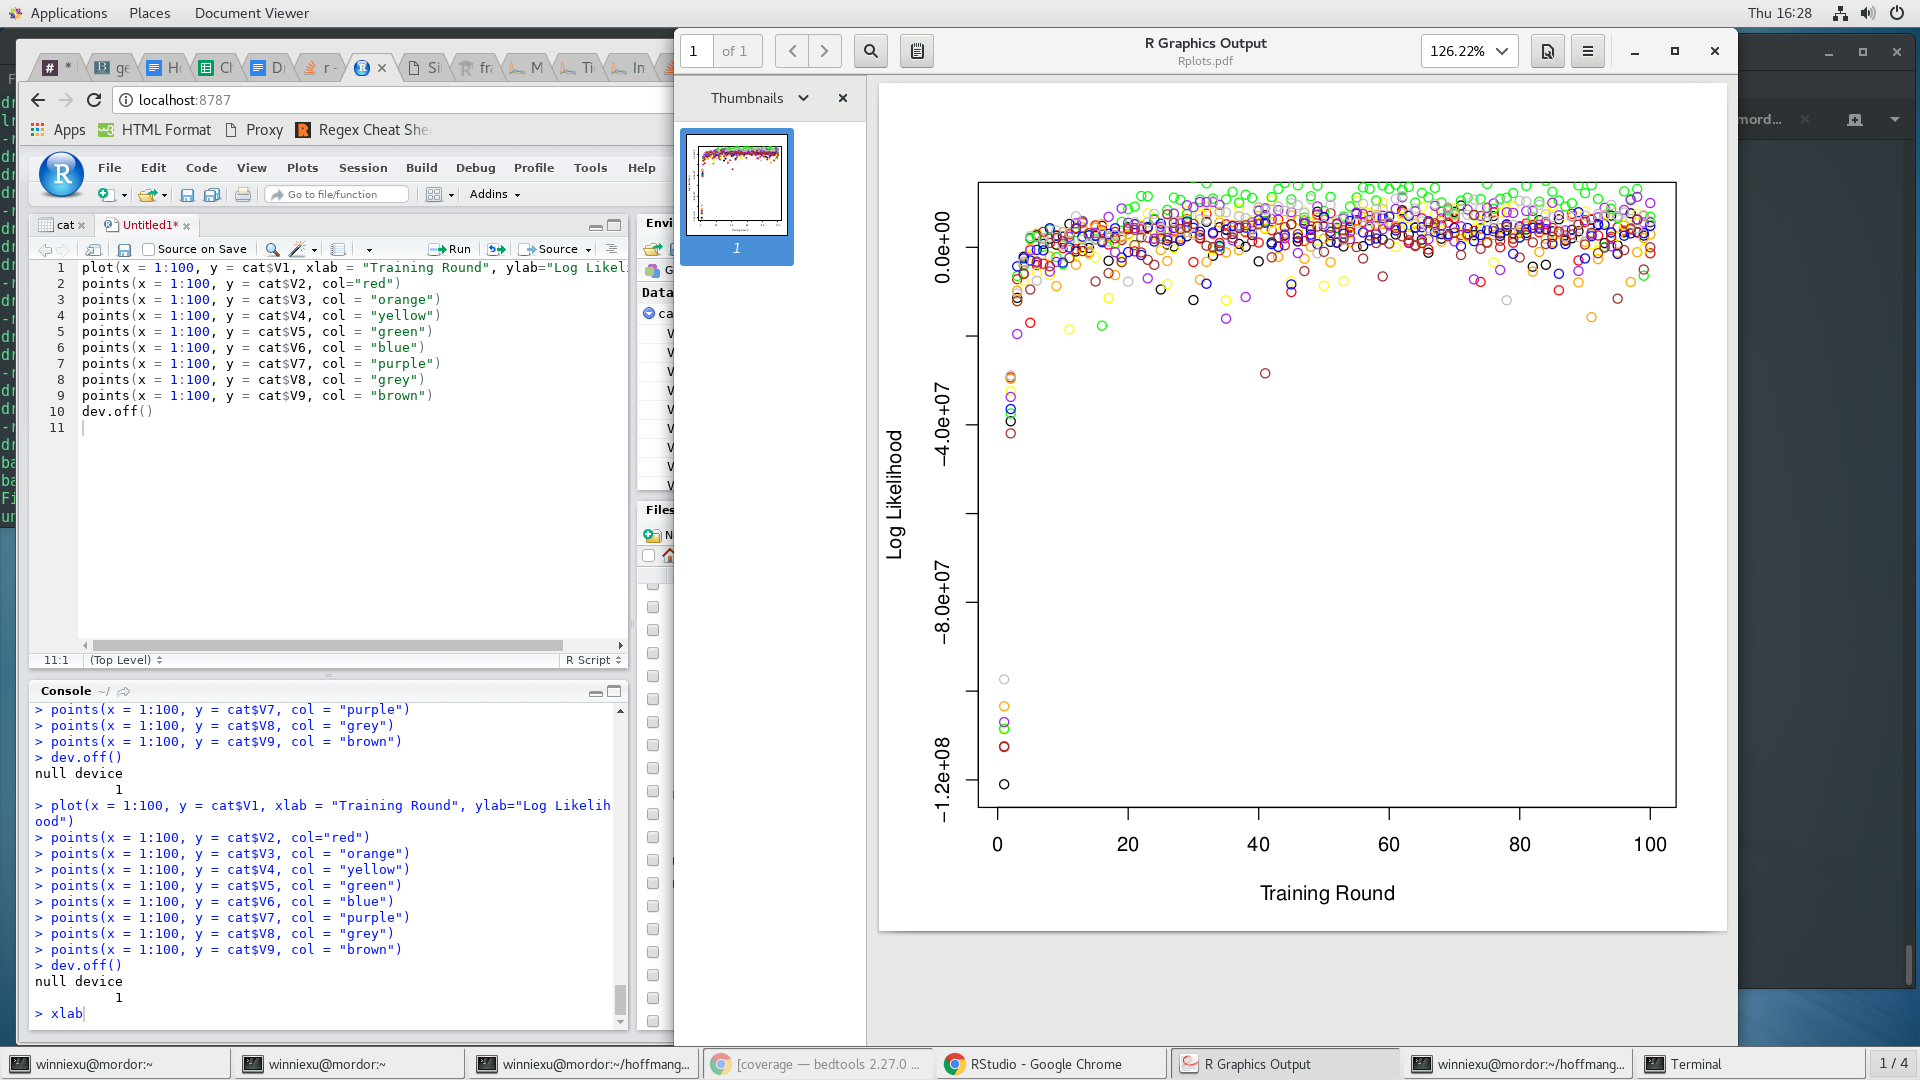 Applications Places Document Viewer Thu 16:28
# * ge H Ch D r - × Si fra M Ti In
localhost:8787
Apps HTML Format Proxy Regex Cheat She
R File Edit Code View Plots Session Build Debug Profile Tools Help
Go to file/function Addins
cat × Untitled1* ×
Source on Save Run Source
1 plot(x = 1:100, y = cat$V1, xlab = "Training Round", ylab="Log Likel
2 points(x = 1:100, y = cat$V2, col="red")
3 points(x = 1:100, y = cat$V3, col = "orange")
4 points(x = 1:100, y = cat$V4, col = "yellow")
5 points(x = 1:100, y = cat$V5, col = "green")
6 points(x = 1:100, y = cat$V6, col = "blue")
7 points(x = 1:100, y = cat$V7, col = "purple")
8 points(x = 1:100, y = cat$V8, col = "grey")
9 points(x = 1:100, y = cat$V9, col = "brown")
10 dev.off()
11
11:1 (Top Level) R Script
Console ~/
> points(x = 1:100, y = cat$V7, col = "purple")
> points(x = 1:100, y = cat$V8, col = "grey")
> points(x = 1:100, y = cat$V9, col = "brown")
> dev.off()
null device
1
> plot(x = 1:100, y = cat$V1, xlab = "Training Round", ylab="Log Likelih
ood")
> points(x = 1:100, y = cat$V2, col="red")
> points(x = 1:100, y = cat$V3, col = "orange")
> points(x = 1:100, y = cat$V4, col = "yellow")
> points(x = 1:100, y = cat$V5, col = "green")
> points(x = 1:100, y = cat$V6, col = "blue")
> points(x = 1:100, y = cat$V7, col = "purple")
> points(x = 1:100, y = cat$V8, col = "grey")
> points(x = 1:100, y = cat$V9, col = "brown")
> dev.off()
null device
1
> xlab
Envi
Data
ca
Files
1 of 1
R Graphics Output
Rplots.pdf
126.22%
Thumbnails
1
0.0e+00
−4.0e+07
−8.0e+07
−1.2e+08
Log Likelihood
0 20 40 60 80 100
Training Round
mord...
winniexu@mordor:~ winniexu@mordor:~ winniexu@mordor:~/hoffmang... [coverage — bedtools 2.27.0 ... RStudio - Google Chrome R Graphics Output winniexu@mordor:~/hoffmang... Terminal 1 / 4